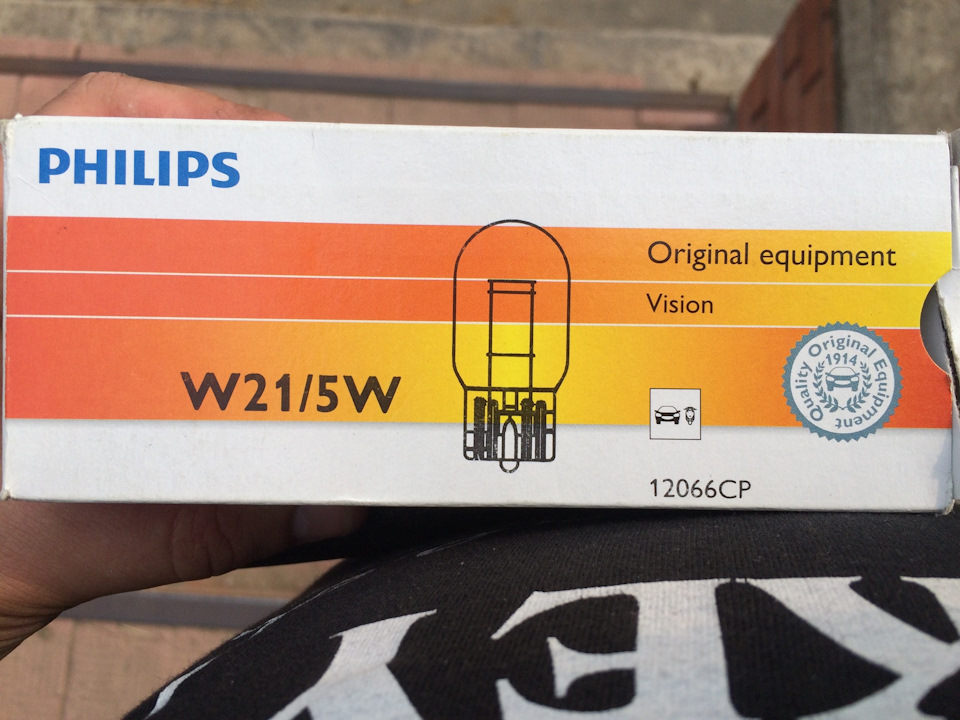 PHILIPS
Original equipment
Vision
W21/5W
Quality Original Equipment
1914
12066CP